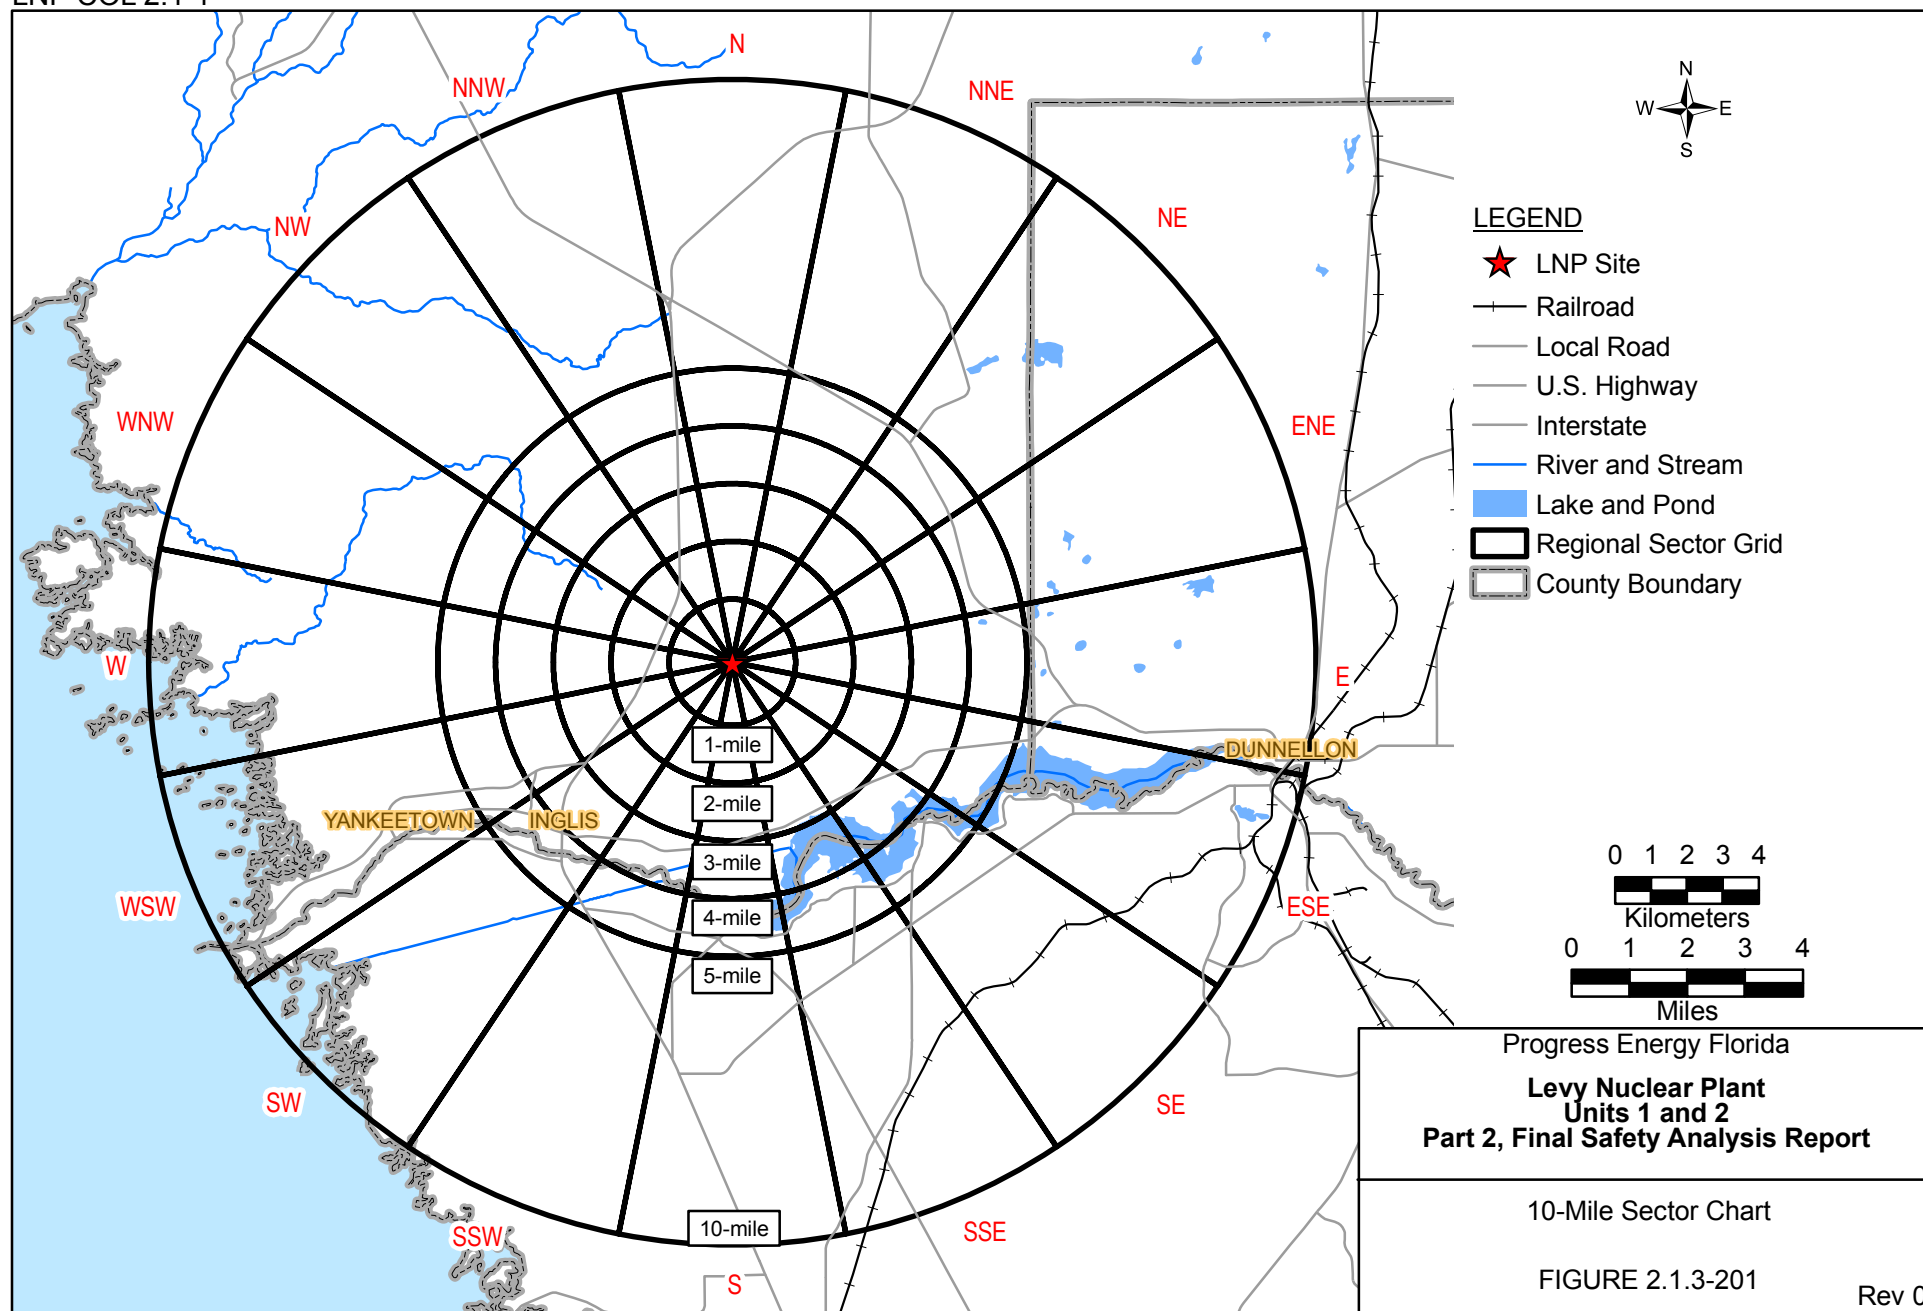 N
NNW
NNE
NW
NE
WNW
ENE
W
E
WSW
ESE
SW
SE
SSW
SSE
S
DUNNELLON
YANKEETOWN
INGLIS
1-mile
2-mile
3-mile
4-mile
5-mile
10-mile
N
W E
S
LEGEND
LNP Site
Railroad
Local Road
U.S. Highway
Interstate
River and Stream
Lake and Pond
Regional Sector Grid
County Boundary
0 1 2 3 4
Kilometers
0 1 2 3 4
Miles
Progress Energy Florida
Levy Nuclear Plant
Units 1 and 2
Part 2, Final Safety Analysis Report
10-Mile Sector Chart
FIGURE 2.1.3-201
Rev 0